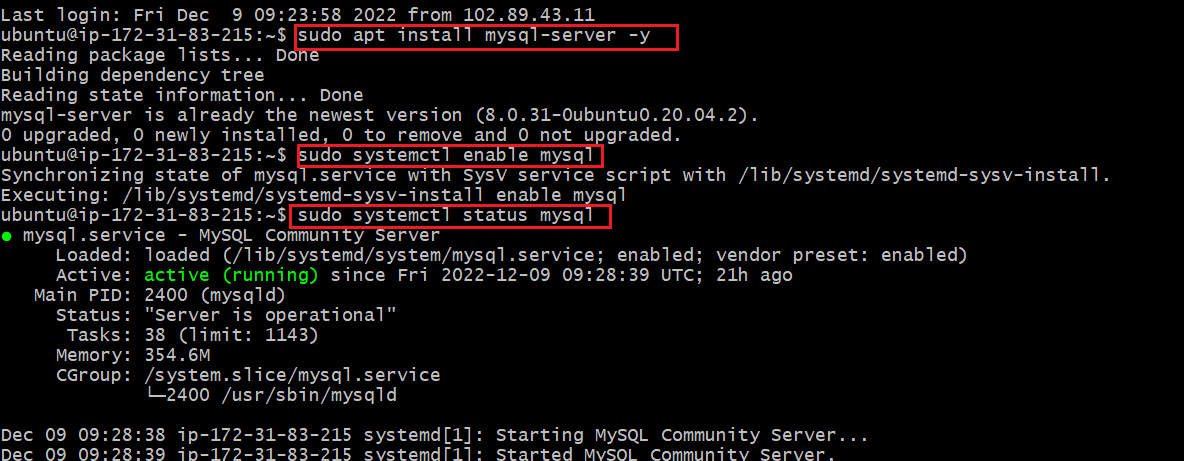 Last login: Fri Dec  9 09:23:58 2022 from 102.89.43.11
ubuntu@ip-172-31-83-215:~$ sudo apt install mysql-server -y
Reading package lists... Done
Building dependency tree
Reading state information... Done
mysql-server is already the newest version (8.0.31-0ubuntu0.20.04.2).
0 upgraded, 0 newly installed, 0 to remove and 0 not upgraded.
ubuntu@ip-172-31-83-215:~$ sudo systemctl enable mysql
Synchronizing state of mysql.service with SysV service script with /lib/systemd/systemd-sysv-install.
Executing: /lib/systemd/systemd-sysv-install enable mysql
ubuntu@ip-172-31-83-215:~$ sudo systemctl status mysql
● mysql.service - MySQL Community Server
     Loaded: loaded (/lib/systemd/system/mysql.service; enabled; vendor preset: enabled)
     Active: active (running) since Fri 2022-12-09 09:28:39 UTC; 21h ago
   Main PID: 2400 (mysqld)
     Status: "Server is operational"
      Tasks: 38 (limit: 1143)
     Memory: 354.6M
     CGroup: /system.slice/mysql.service
             └─2400 /usr/sbin/mysqld
Dec 09 09:28:38 ip-172-31-83-215 systemd[1]: Starting MySQL Community Server...
Dec 09 09:28:39 ip-172-31-83-215 systemd[1]: Started MySQL Community Server.